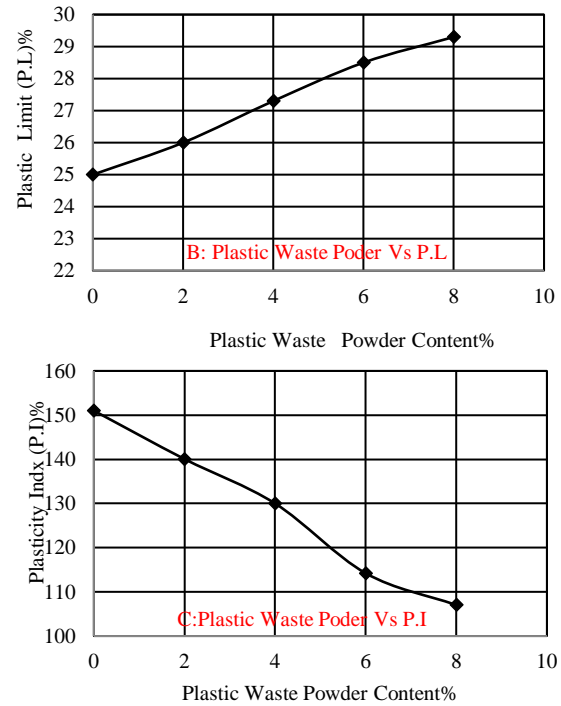 30
29
28
27
26
25
24
23
22
Plastic Limit (P.L)%
B: Plastic Waste Poder Vs P.L
0 2 4 6 8 10
Plastic Waste Powder Content%
160
150
140
130
120
110
100
Plasticity Indx (P.I)%
C:Plastic Waste Poder Vs P.I
0 2 4 6 8 10
Plastic Waste Powder Content%